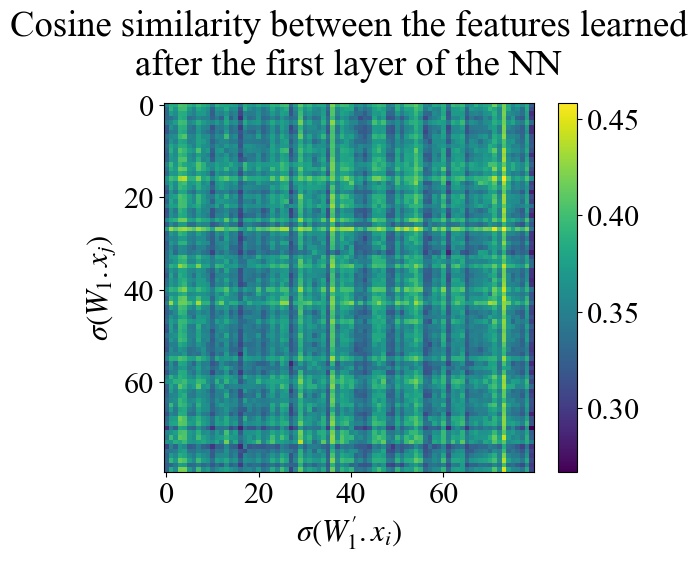 Cosine similarity between the features learned
after the first layer of the NN
0
20
40
60
σ(W₁.xⱼ)
0 20 40 60
σ(W₁′.xᵢ)
0.45
0.40
0.35
0.30